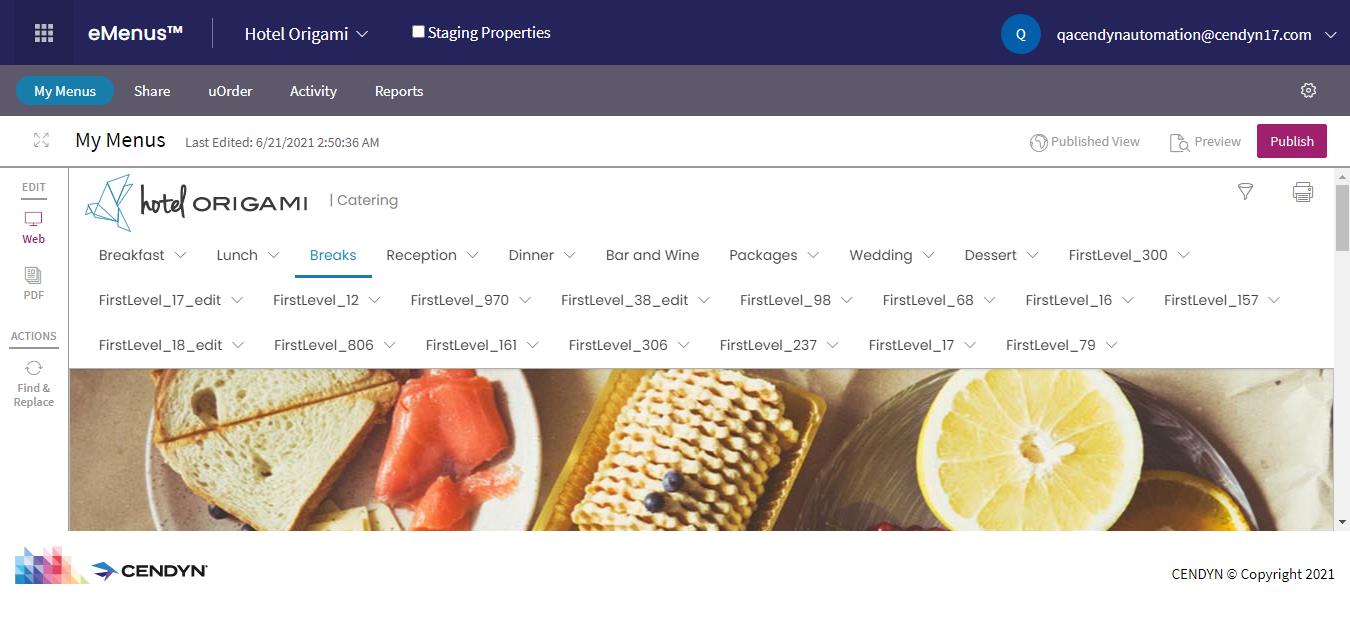 eMenus™ Hotel Origami Staging Properties Q qacendynautomation@cendyn17.com
My Menus Share uOrder Activity Reports
My Menus Last Edited: 6/21/2021 2:50:36 AM Published View Preview Publish
EDIT
Web
PDF
ACTIONS
Find &
Replace
hotel ORIGAMI | Catering
Breakfast Lunch Breaks Reception Dinner Bar and Wine Packages Wedding Dessert FirstLevel_300
FirstLevel_17_edit FirstLevel_12 FirstLevel_970 FirstLevel_38_edit FirstLevel_98 FirstLevel_68 FirstLevel_16 FirstLevel_157
FirstLevel_18_edit FirstLevel_806 FirstLevel_161 FirstLevel_306 FirstLevel_237 FirstLevel_17 FirstLevel_79
CENDYN CENDYN © Copyright 2021